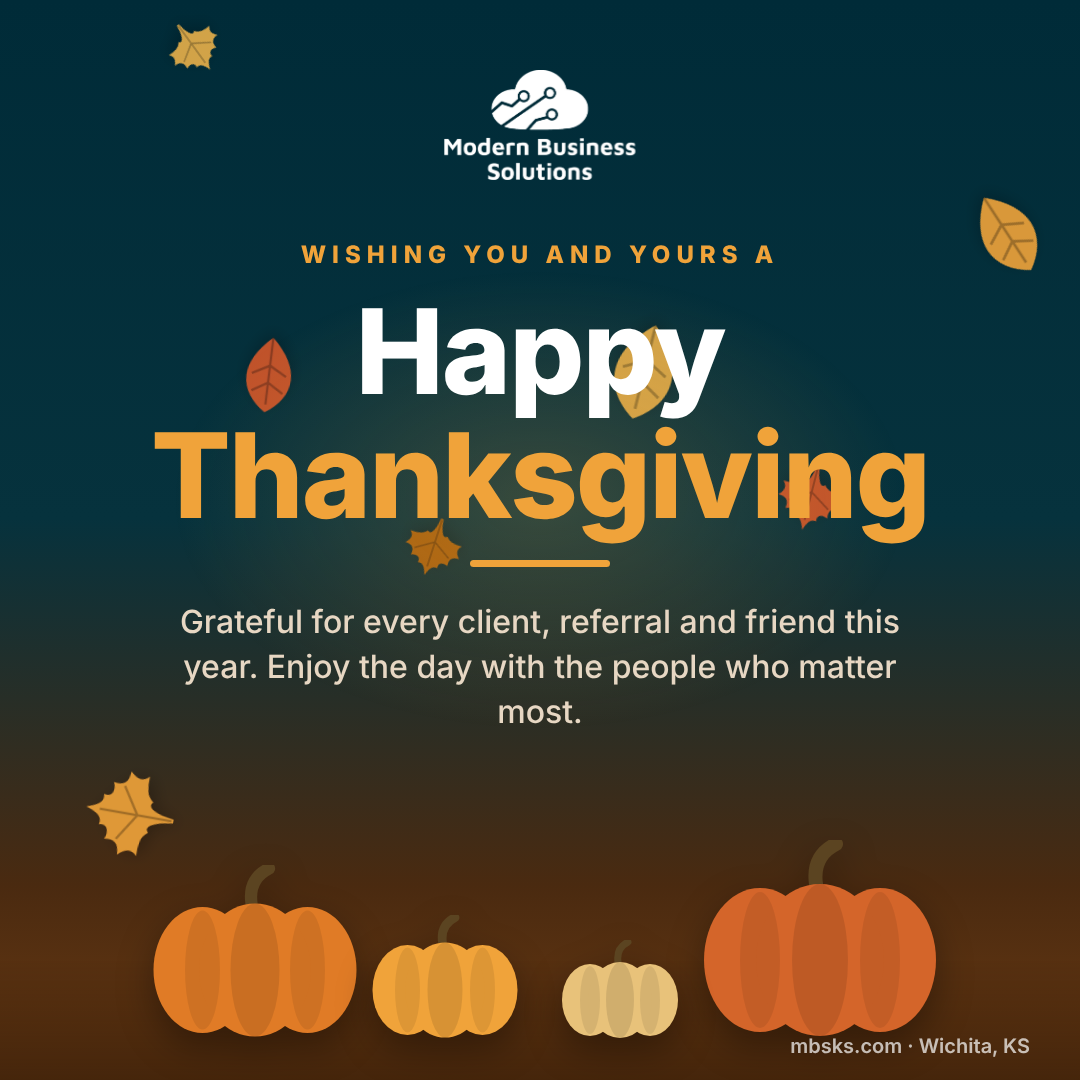 Modern Business
Solutions
WISHING YOU AND YOURS A
Happy
Thanksgiving
Grateful for every client, referral and friend this
year. Enjoy the day with the people who matter
most.
mbsks.com · Wichita, KS